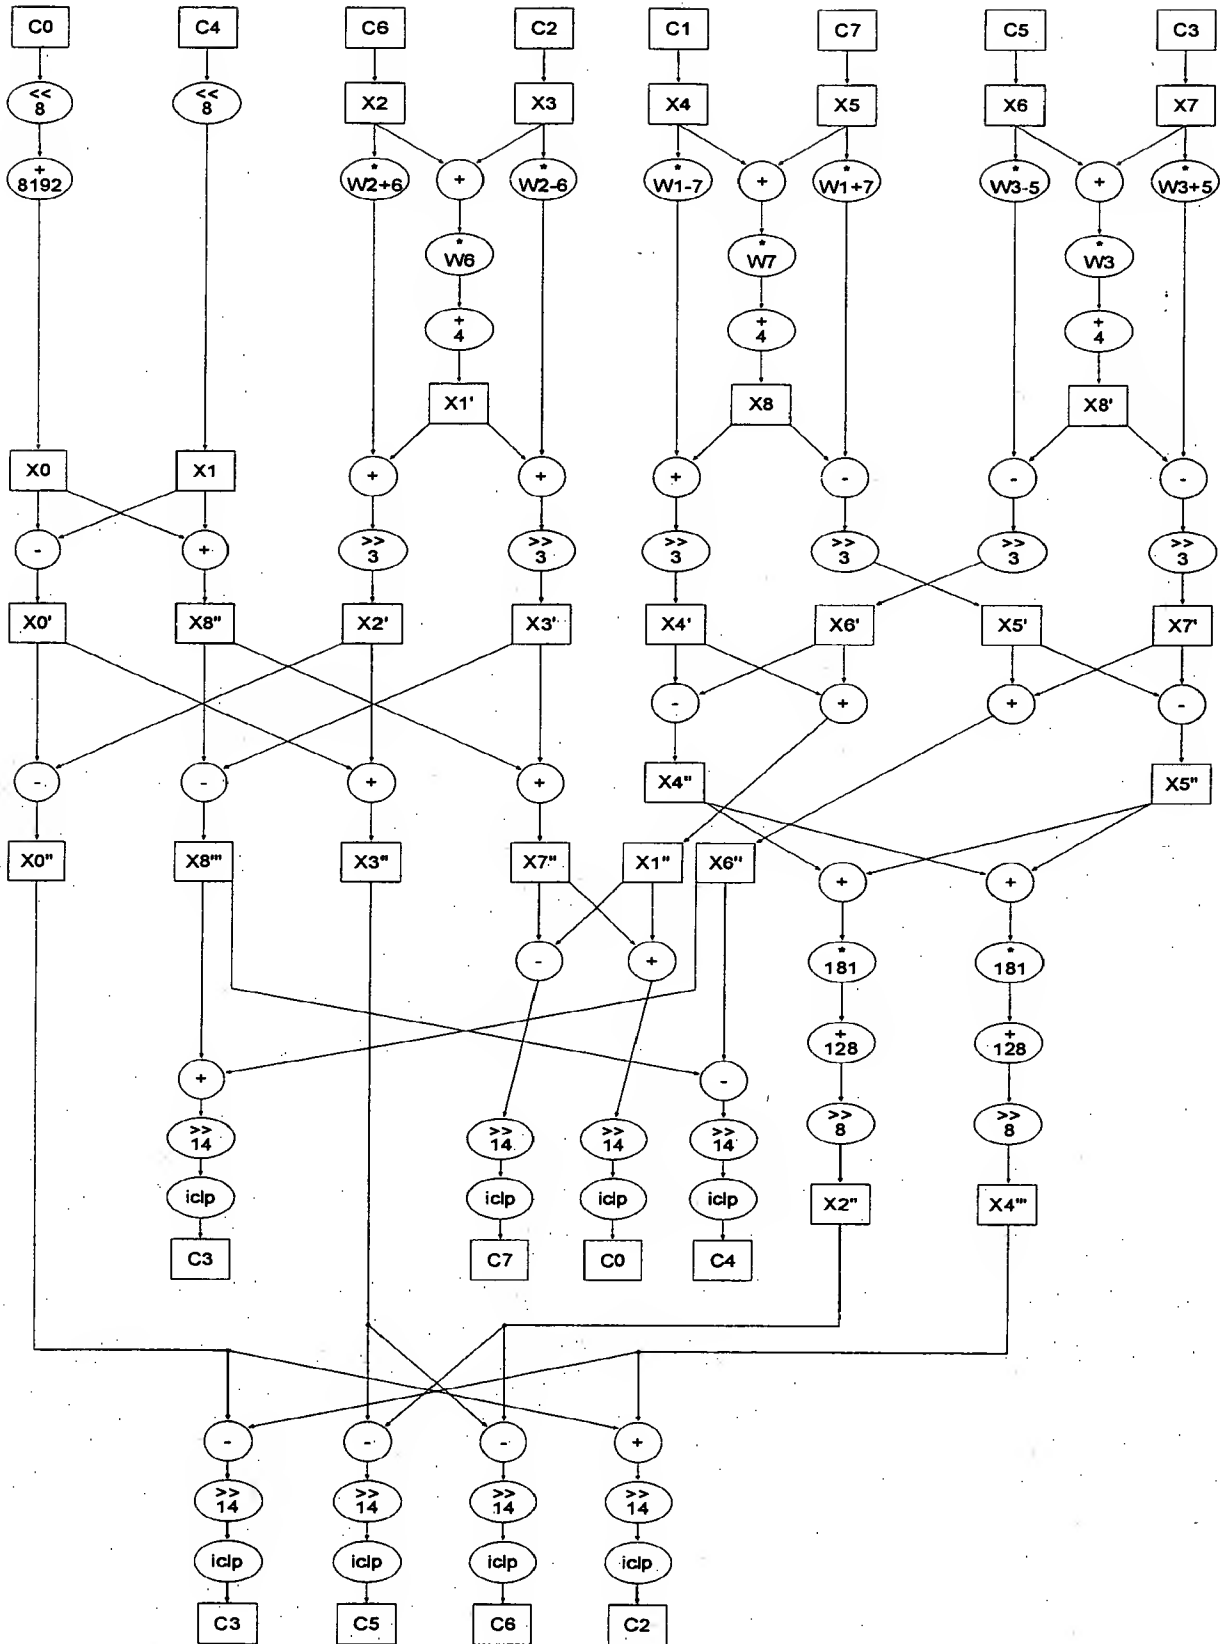 C0 C4 C6 C2 C1 C7 C5 C3
<< << X2 X3 X4 X5 X6 X7
8 8
+ * + * * + * * + *
8192 W2+6 W2-6 W1-7 W1+7 W3-5 W3+5
* * *
W6 W7 W3
+ + +
4 4 4
X1' X8 X8'
X0 X1 + + + - - -
- + >> >> >> >> >> >>
3 3 3 3 3 3
X0' X8" X2' X3' X4' X6' X5' X7'
- + + -
- - + + X4" X5"
X0" X8"' X3" X7" X1" X6" + +
- + * *
181 181
+ +
128 128
+ -
>> >> >> >> >> >>
14 14 14 14 8 8
iclp iclp iclp iclp X2" X4"'
C3 C7 C0 C4
- - - +
>> >> >> >>
14 14 14 14
iclp iclp iclp iclp
C3 C5 C6 C2